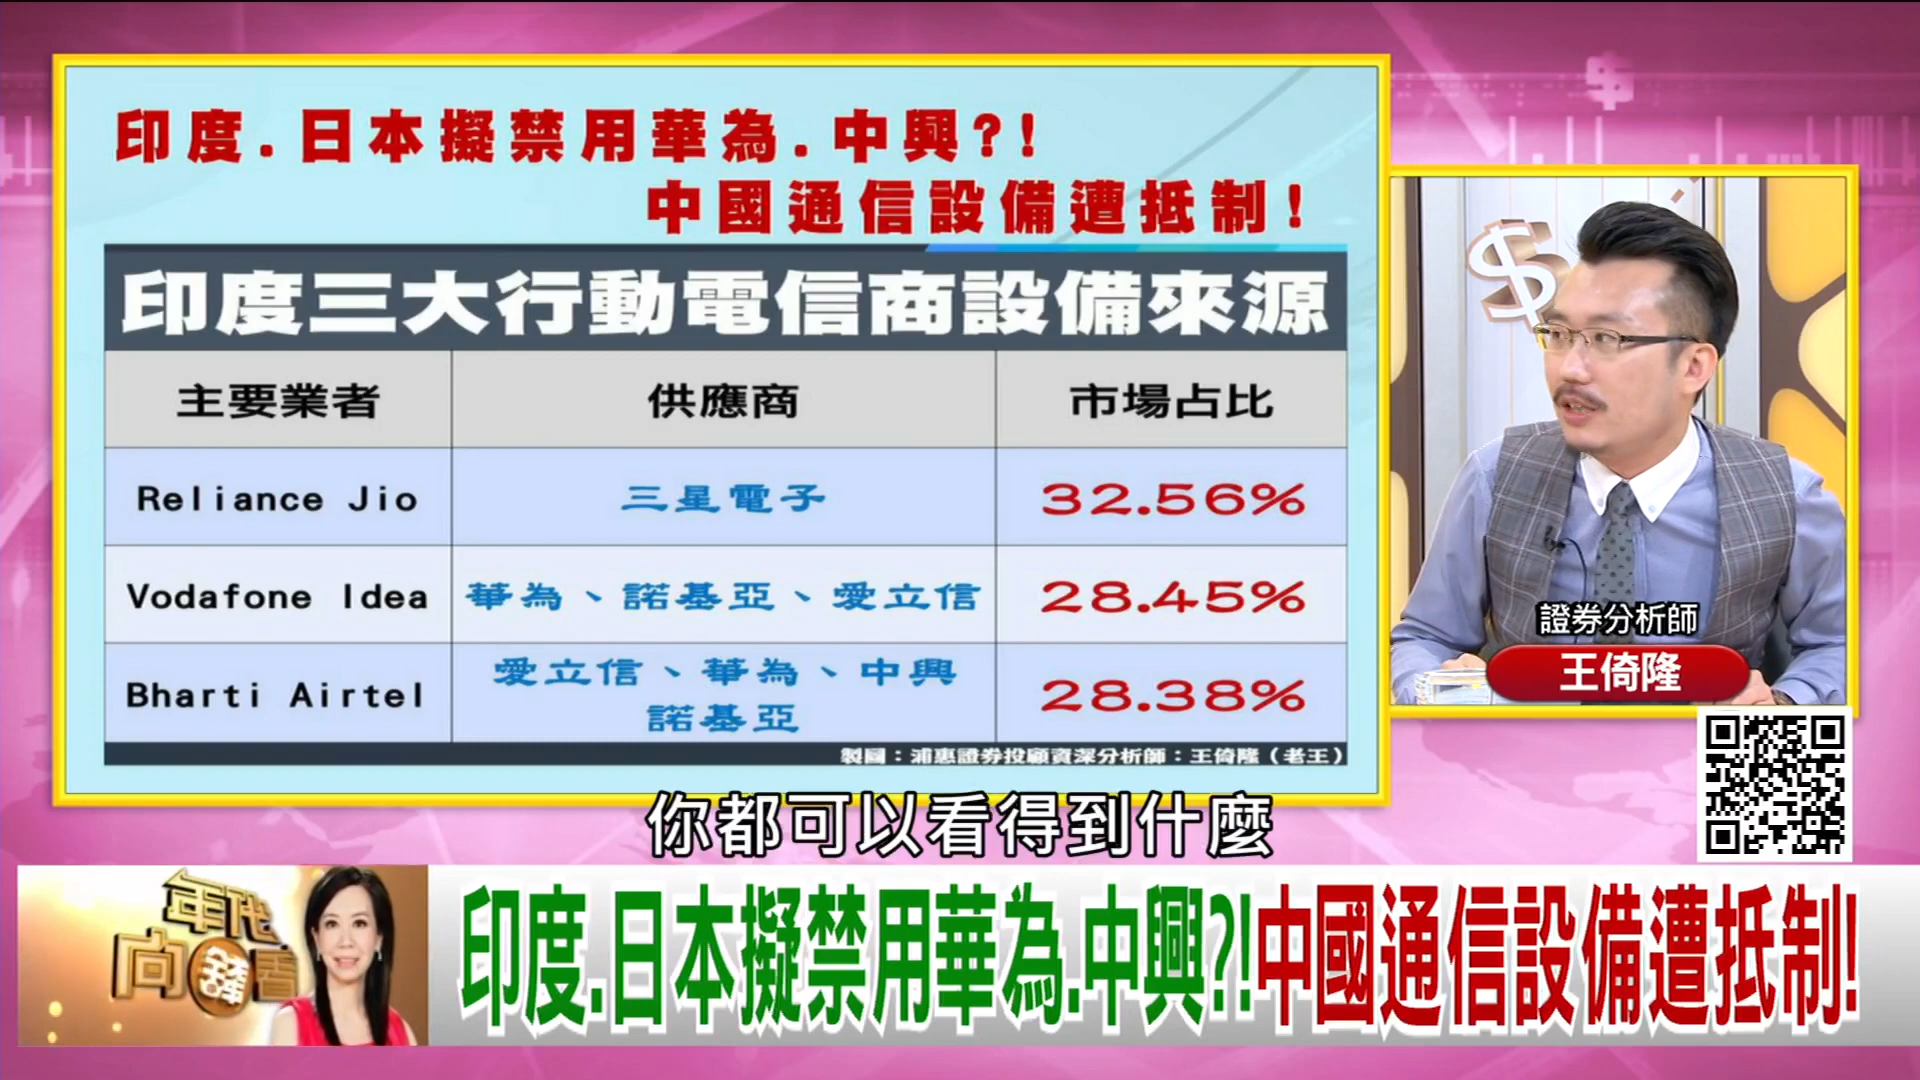 印度.日本擬禁用華為.中興?!
中國通信設備遭抵制!
印度三大行動電信商設備來源
主要業者 供應商 市場占比
Reliance Jio 三星電子 32.56%
Vodafone Idea 華為、諾基亞、愛立信 28.45%
Bharti Airtel 愛立信、華為、中興 28.38%
諾基亞
製圖：浦惠證券投顧資深分析師：王倚隆（老王）
證券分析師
王倚隆
你都可以看得到什麼
年代
向錢看
印度.日本擬禁用華為.中興?!中國通信設備遭抵制!